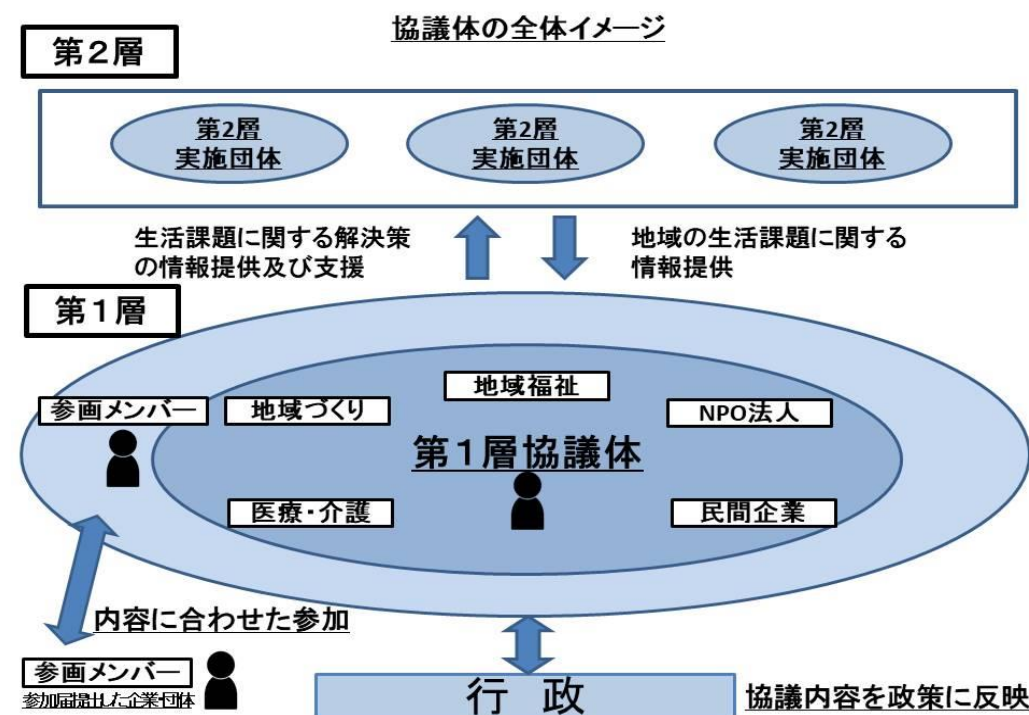 協議体の全体イメージ
第２層
第2層
実施団体
第2層
実施団体
第2層
実施団体
生活課題に関する解決策
の情報提供及び支援
地域の生活課題に関する
情報提供
第１層
参画メンバー
地域づくり
地域福祉
NPO法人
第１層協議体
医療・介護
民間企業
内容に合わせた参加
参画メンバー
参加届提出した企業・団体
行 政
協議内容を政策に反映